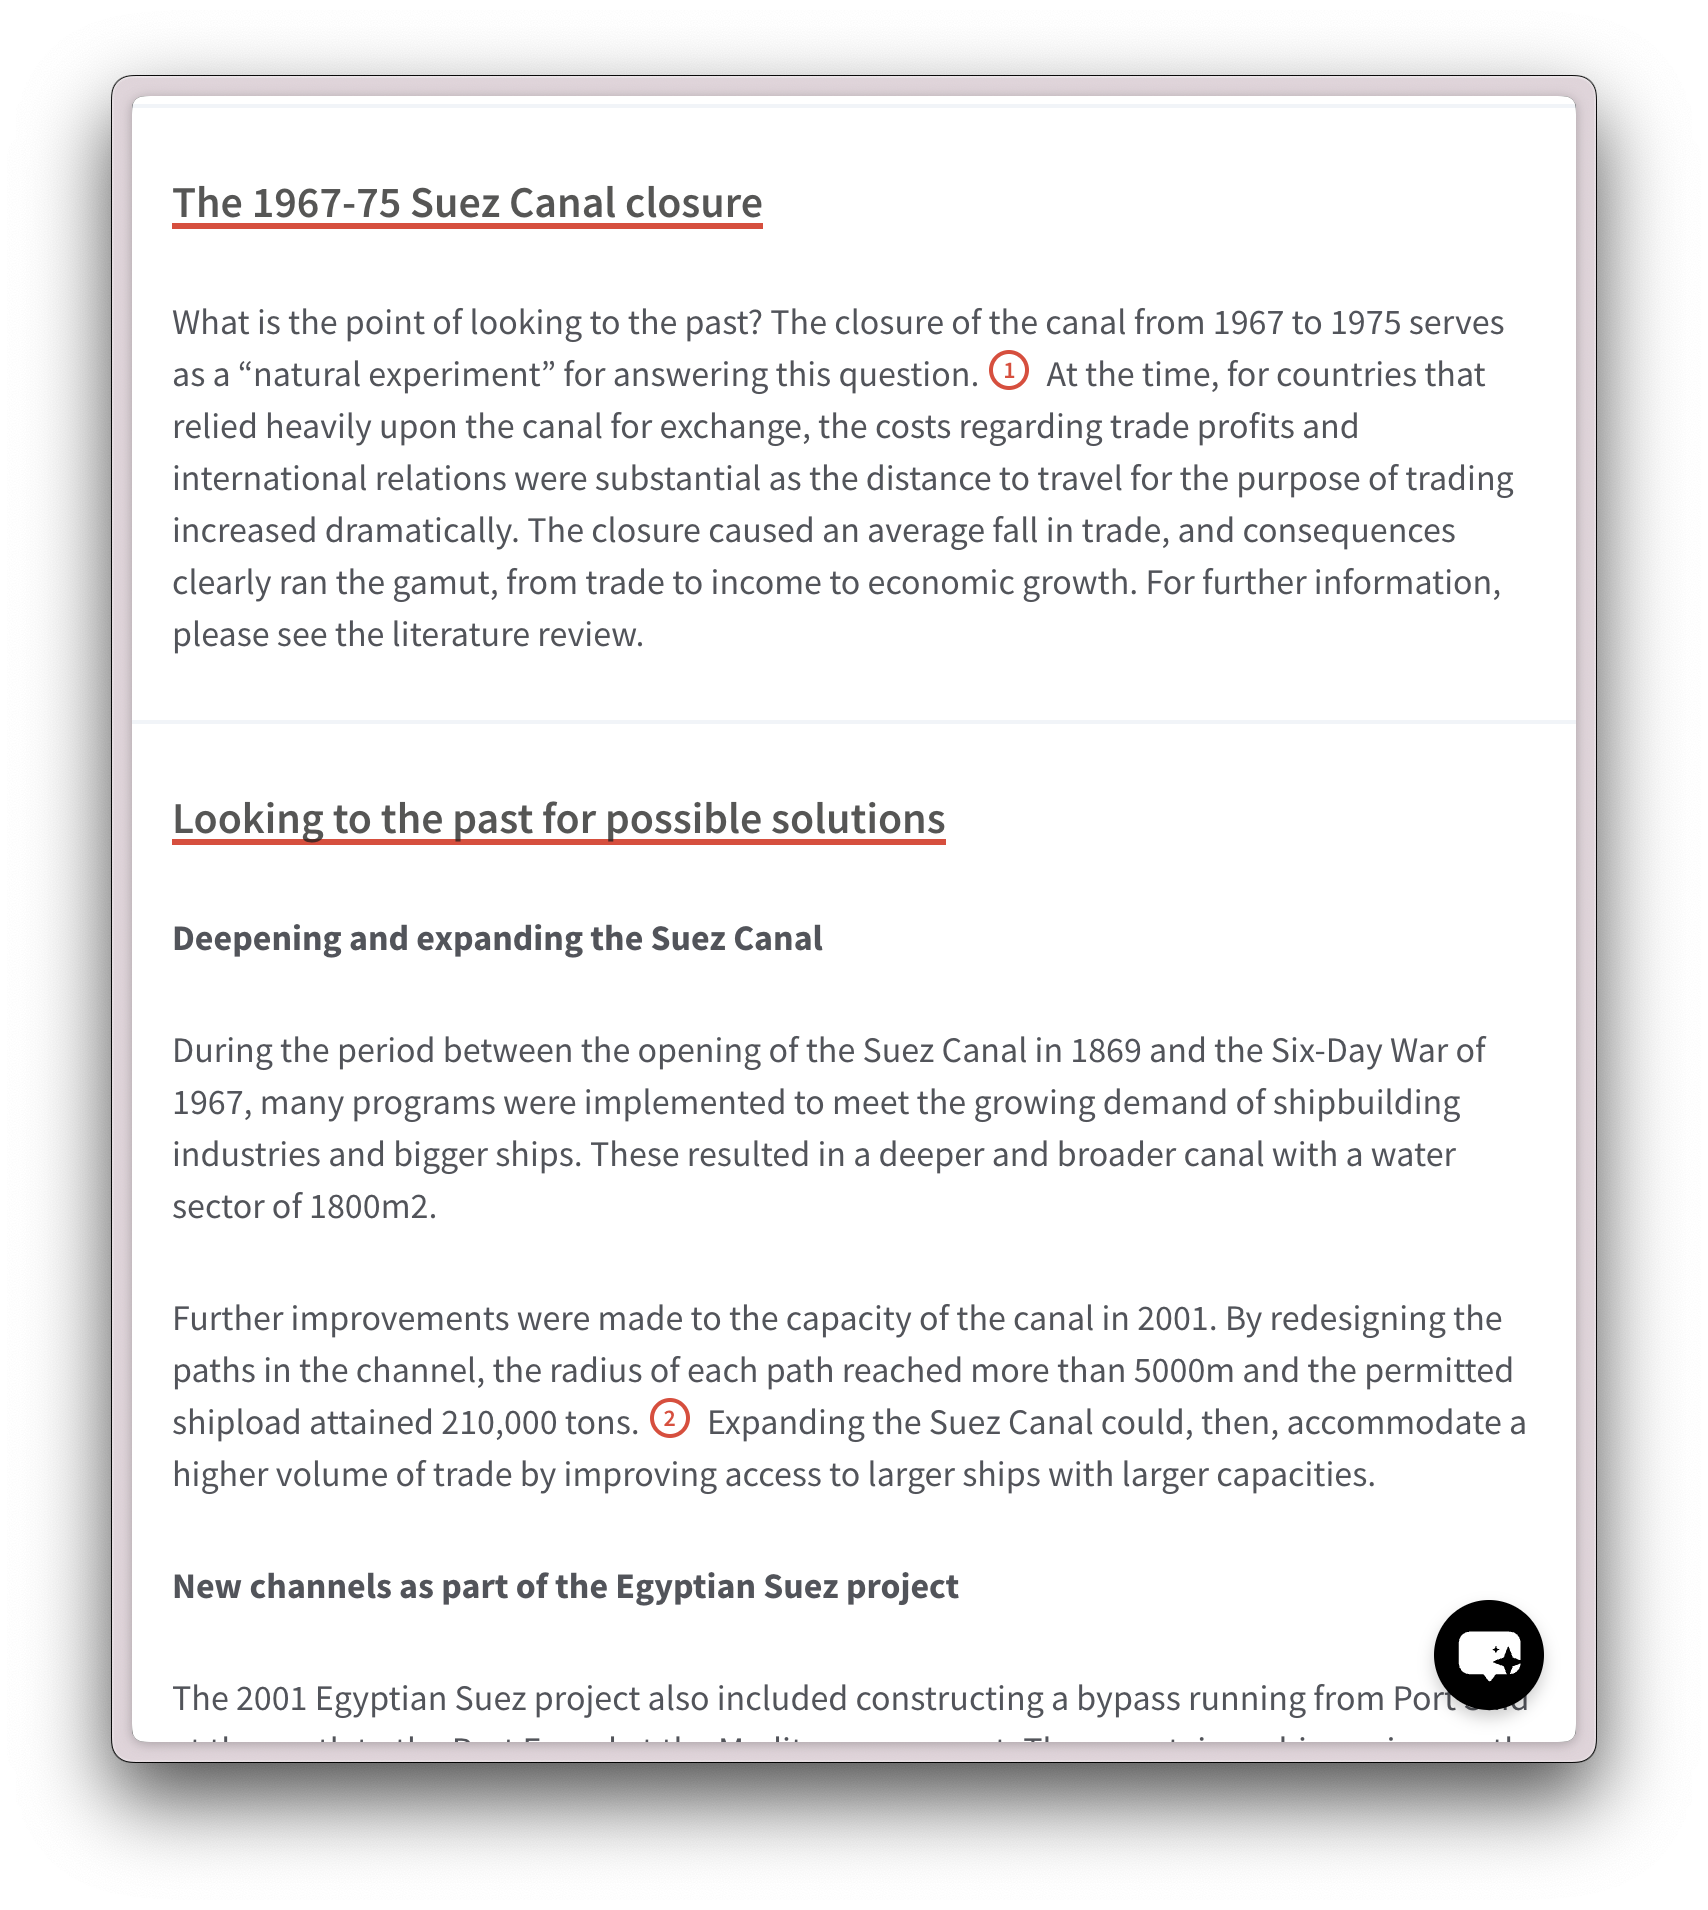 The 1967-75 Suez Canal closure
What is the point of looking to the past? The closure of the canal from 1967 to 1975 serves
as a “natural experiment” for answering this question. 1 At the time, for countries that
relied heavily upon the canal for exchange, the costs regarding trade profits and
international relations were substantial as the distance to travel for the purpose of trading
increased dramatically. The closure caused an average fall in trade, and consequences
clearly ran the gamut, from trade to income to economic growth. For further information,
please see the literature review.
Looking to the past for possible solutions
Deepening and expanding the Suez Canal
During the period between the opening of the Suez Canal in 1869 and the Six-Day War of
1967, many programs were implemented to meet the growing demand of shipbuilding
industries and bigger ships. These resulted in a deeper and broader canal with a water
sector of 1800m2.
Further improvements were made to the capacity of the canal in 2001. By redesigning the
paths in the channel, the radius of each path reached more than 5000m and the permitted
shipload attained 210,000 tons. 2 Expanding the Suez Canal could, then, accommodate a
higher volume of trade by improving access to larger ships with larger capacities.
New channels as part of the Egyptian Suez project
The 2001 Egyptian Suez project also included constructing a bypass running from Port